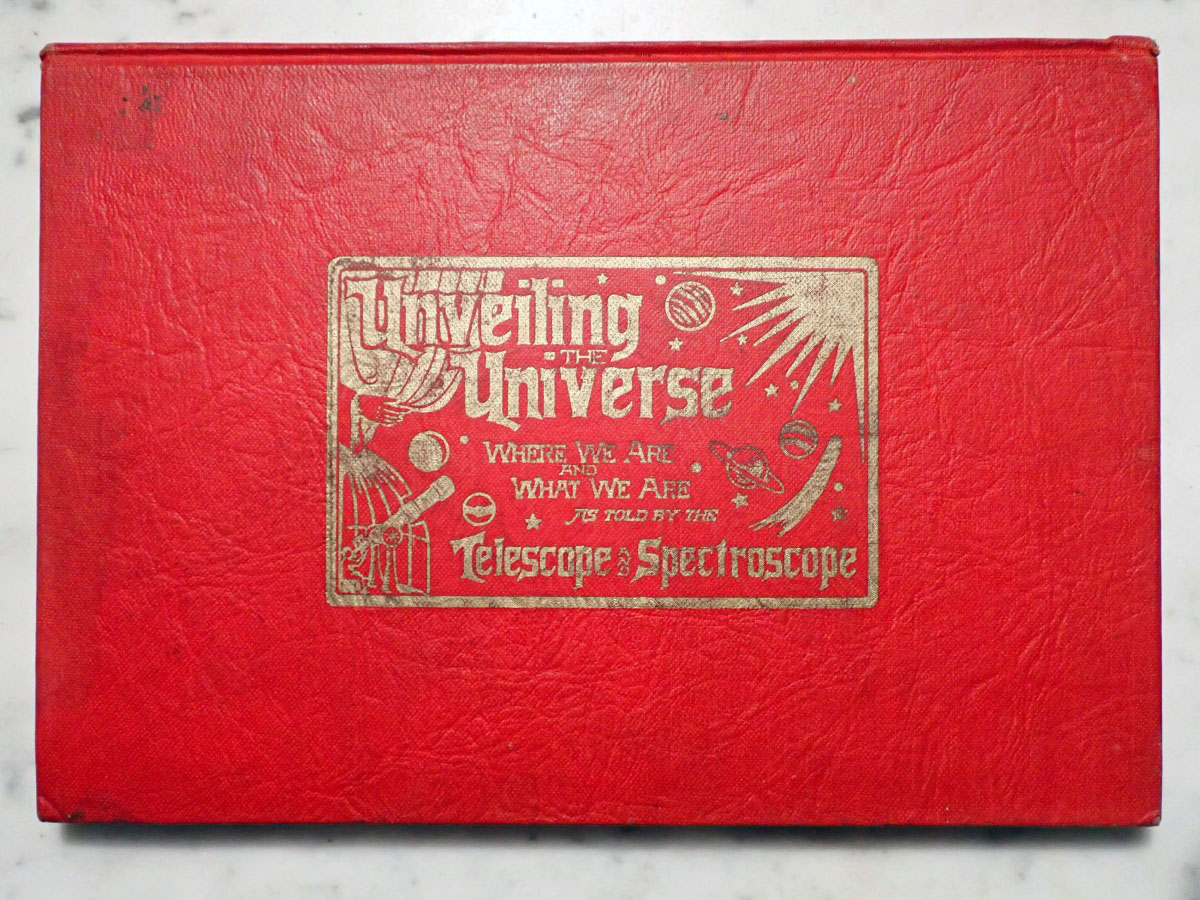 Unveiling
THE
Universe
WHERE WE ARE
AND
WHAT WE ARE
AS TOLD BY THE
Telescope AND Spectroscope